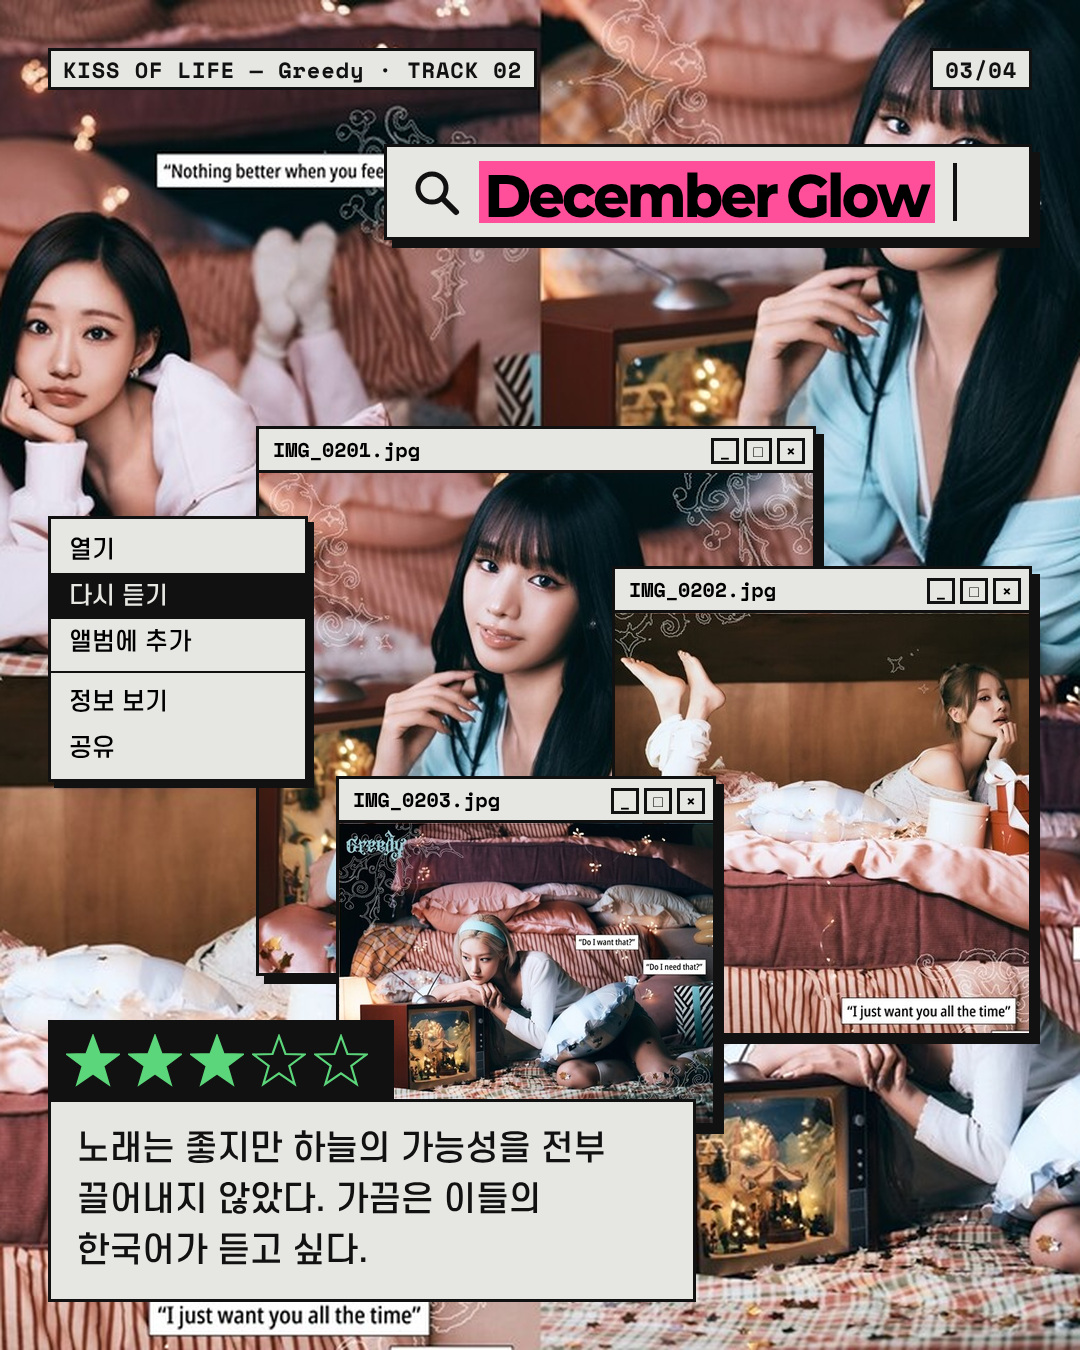 KISS OF LIFE — Greedy · TRACK 02
03/04
“Nothing better when you fee
December Glow
IMG_0201.jpg
열기
다시 듣기
앨범에 추가
정보 보기
공유
IMG_0202.jpg
IMG_0203.jpg
Greedy
“Do I want that?”
“Do I need that?”
“I just want you all the time”
노래는 좋지만 하늘의 가능성을 전부
끌어내지 않았다. 가끔은 이들의
한국어가 듣고 싶다.
“I just want you all the time”